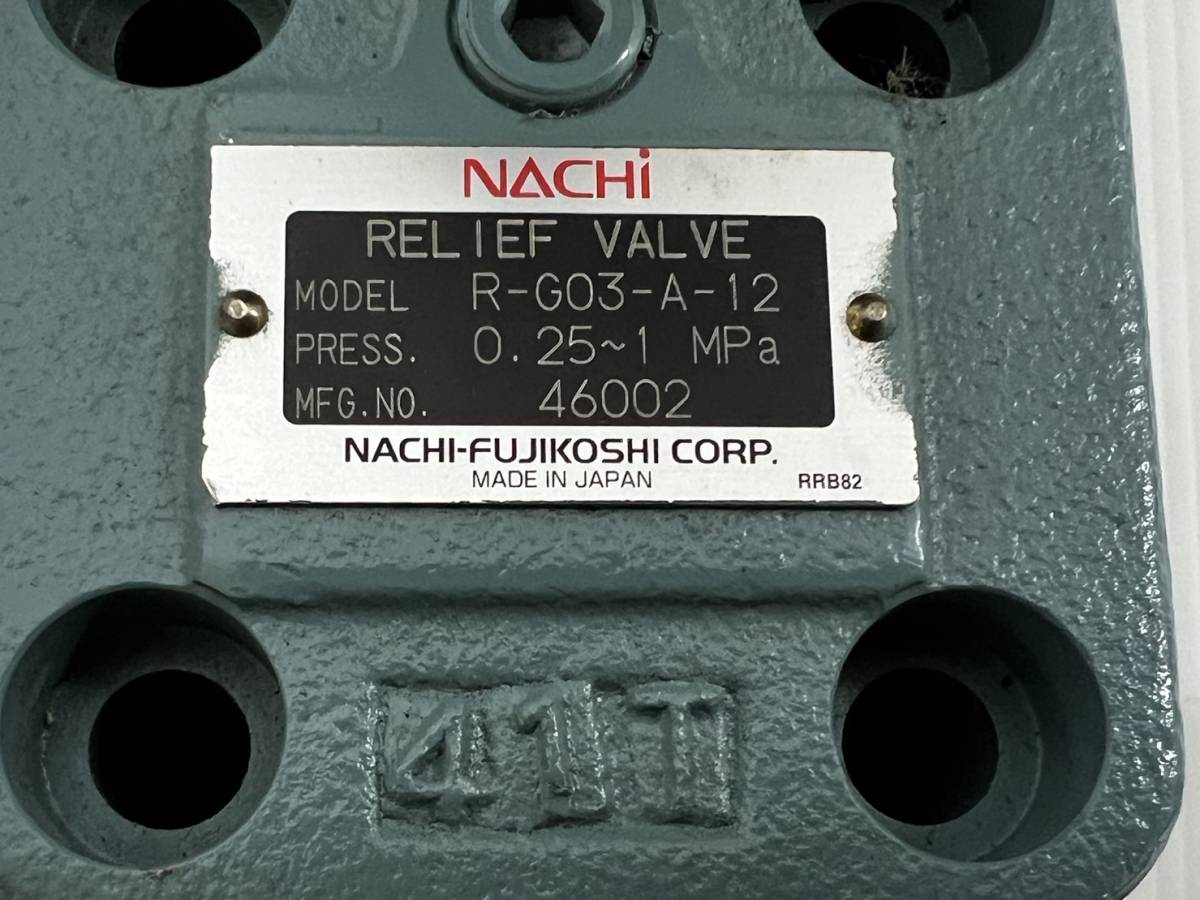 NACHi
RELIEF VALVE
MODEL R-G03-A-12
PRESS. 0.25~1 MPa
MFG.NO. 46002
NACHI-FUJIKOSHI CORP.
MADE IN JAPAN RRB82
41T